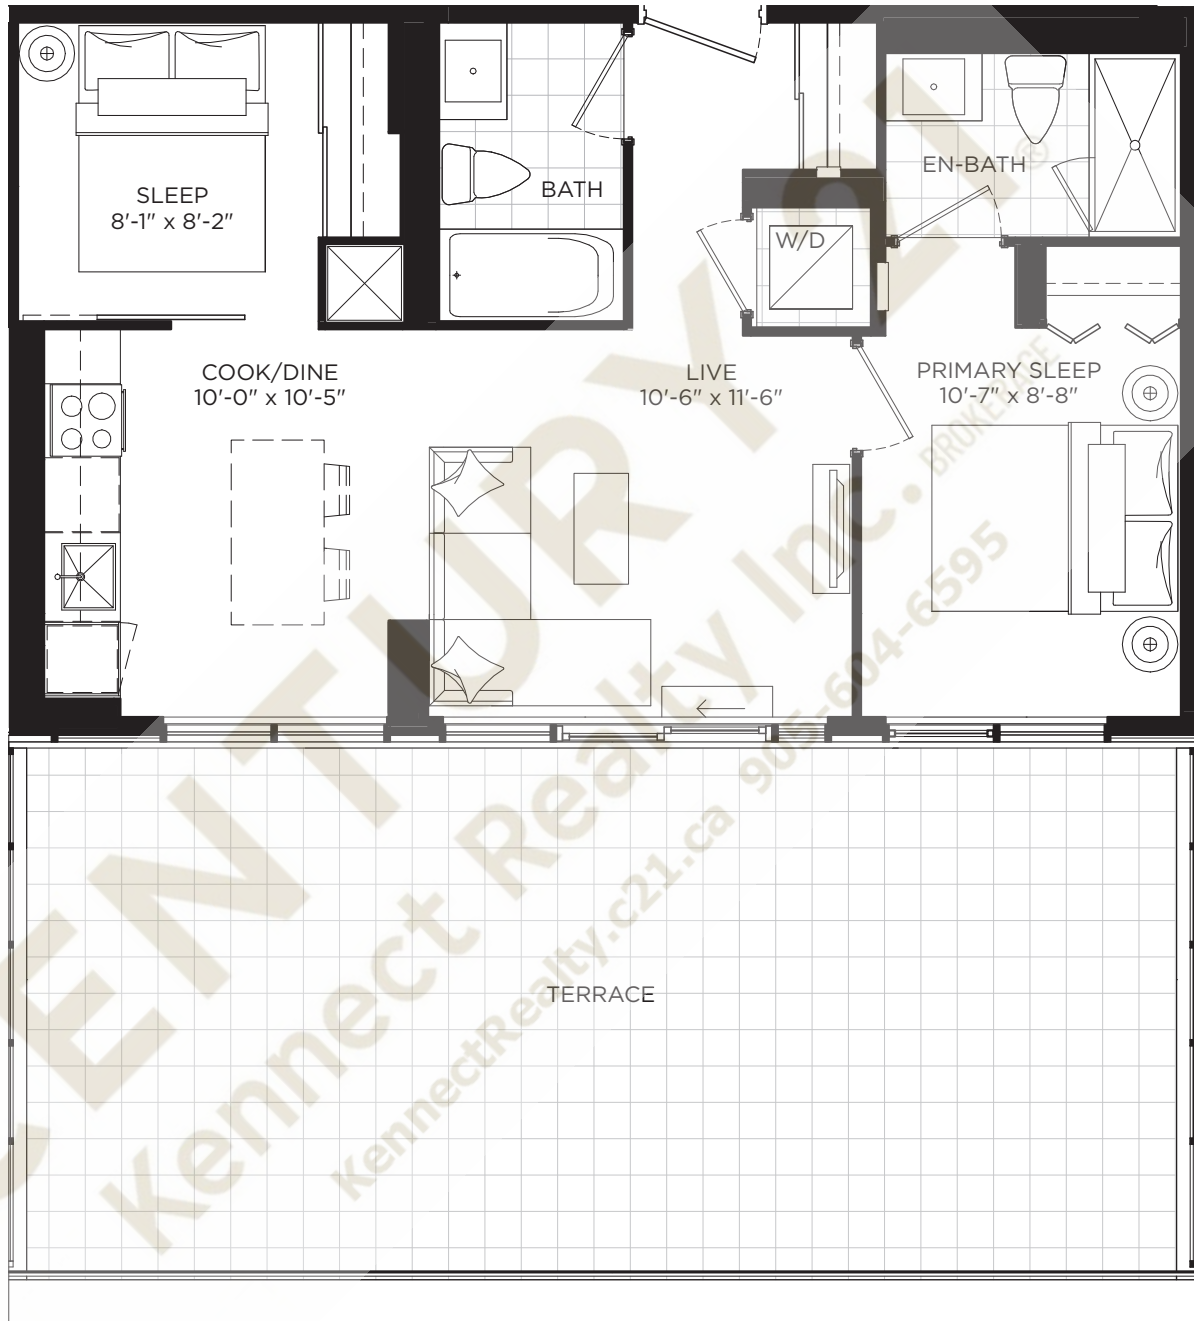 SLEEP
8'-1" x 8'-2"
BATH
EN-BATH
W/D
COOK/DINE
10'-0" x 10'-5"
LIVE
10'-6" x 11'-6"
PRIMARY SLEEP
10'-7" x 8'-8"
TERRACE
CENTURY 21®
Kennect Realty Inc. BROKERAGE
KennectRealty.c21.ca 905-604-6595